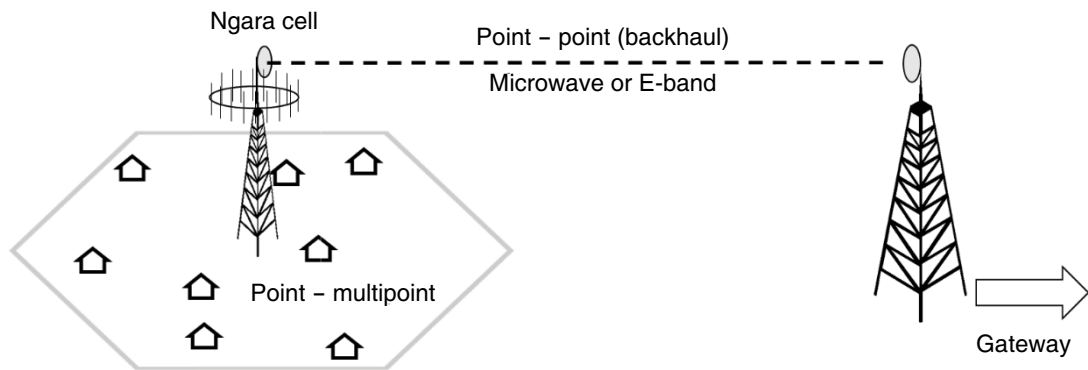 Ngara cell
Point – point (backhaul)
Microwave or E-band
Point – multipoint
Gateway